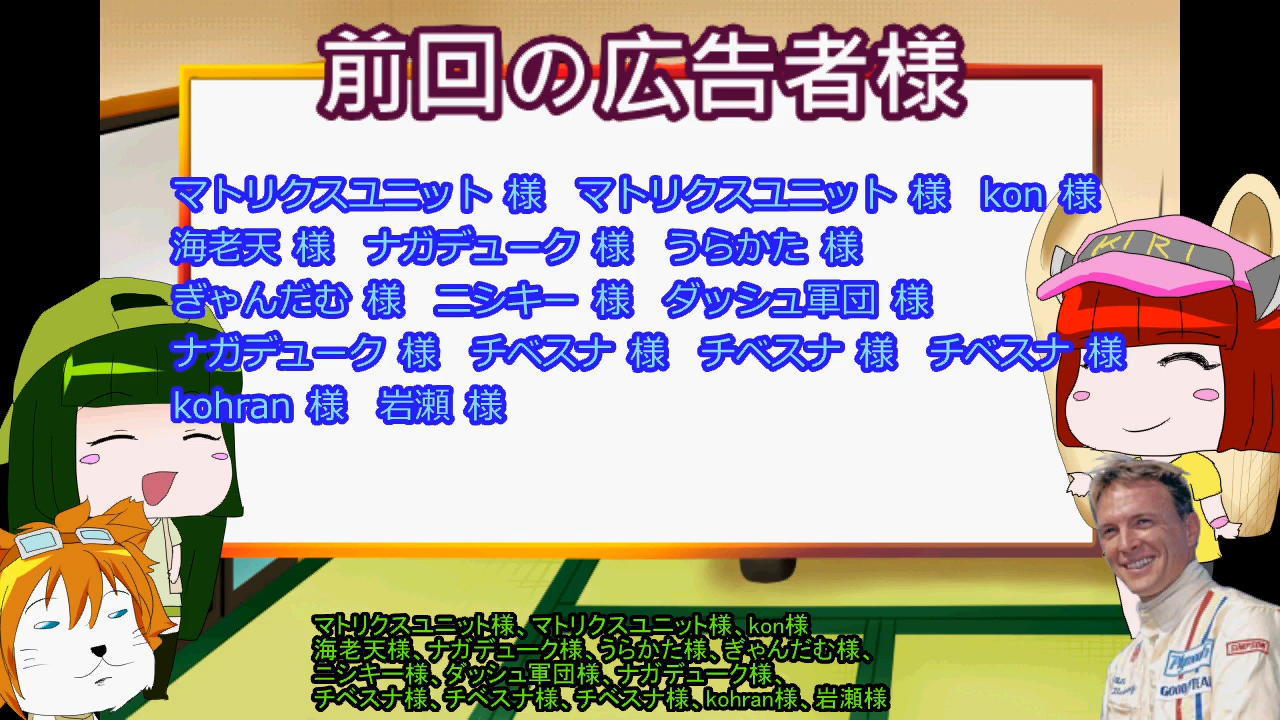 前回の広告者様
マトリクスユニット 様　マトリクスユニット 様　kon 様
海老天 様　ナガデューク 様　うらかた 様
ぎゃんだむ 様　ニシキー 様　ダッシュ軍団 様
ナガデューク 様　チベスナ 様　チベスナ 様　チベスナ 様
kohran 様　岩瀬 様
KIRI
Plymouth
SIMPSON
GOODYEAR
マトリクスユニット様、マトリクスユニット様、kon様
海老天様、ナガデューク様、うらかた様、ぎゃんだむ様、
ニシキー様、ダッシュ軍団様、ナガデューク様、
チベスナ様、チベスナ様、チベスナ様、kohran様、岩瀬様